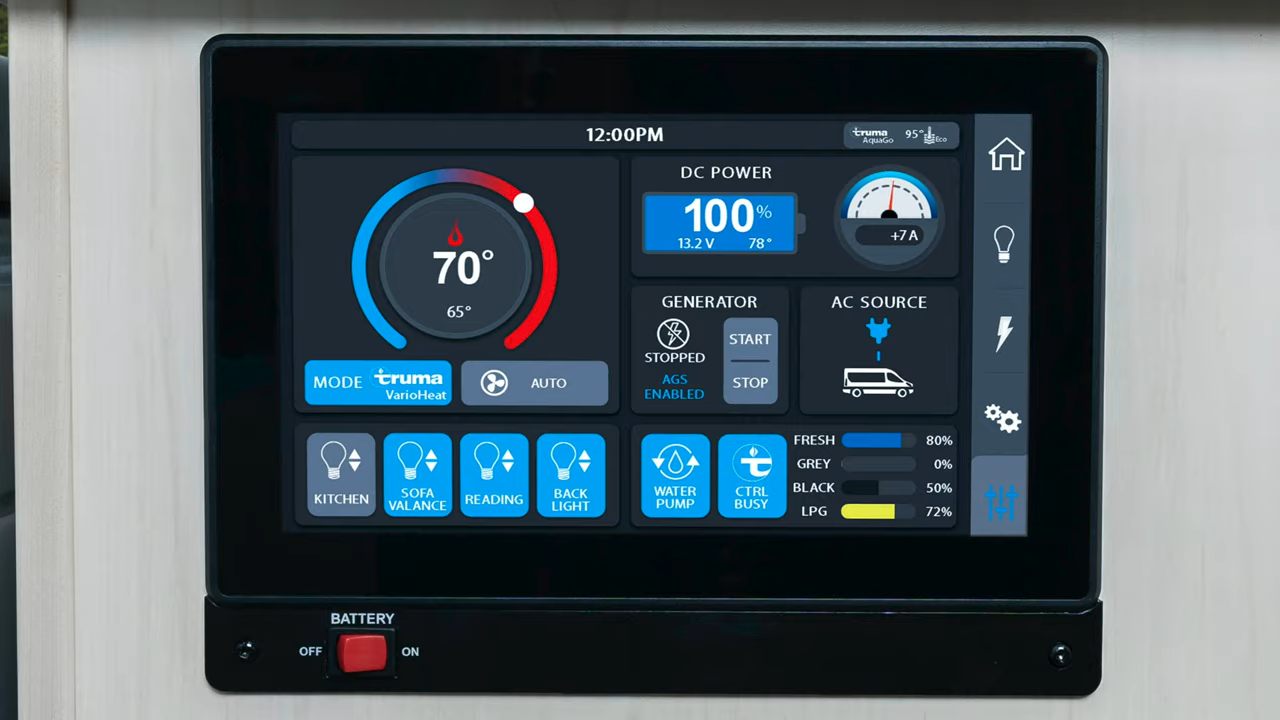 12:00PM
truma
AquaGo
95°
Eco
70°
65°
MODE truma
VarioHeat
AUTO
DC POWER
100%
13.2 V 78°
+7 A
GENERATOR
STOPPED
AGS
ENABLED
START
STOP
AC SOURCE
KITCHEN
SOFA
VALANCE
READING
BACK
LIGHT
WATER
PUMP
CTRL
BUSY
FRESH 80%
GREY 0%
BLACK 50%
LPG 72%
BATTERY
OFF ON